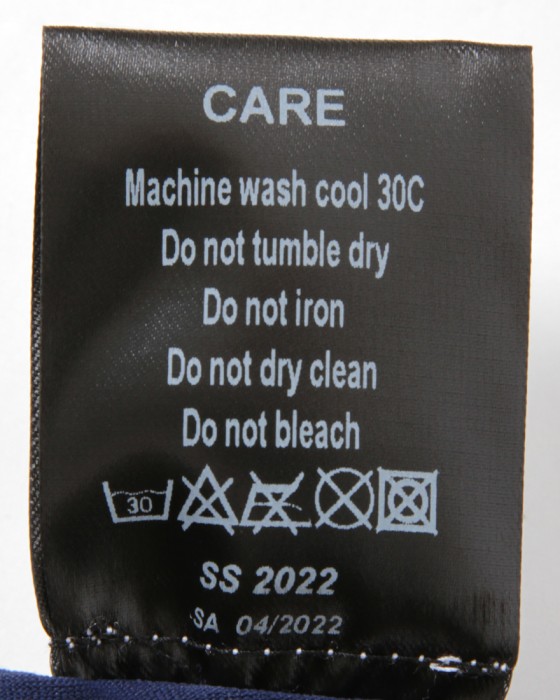 CARE
Machine wash cool 30C
Do not tumble dry
Do not iron
Do not dry clean
Do not bleach
30
SS 2022
SA 04/2022